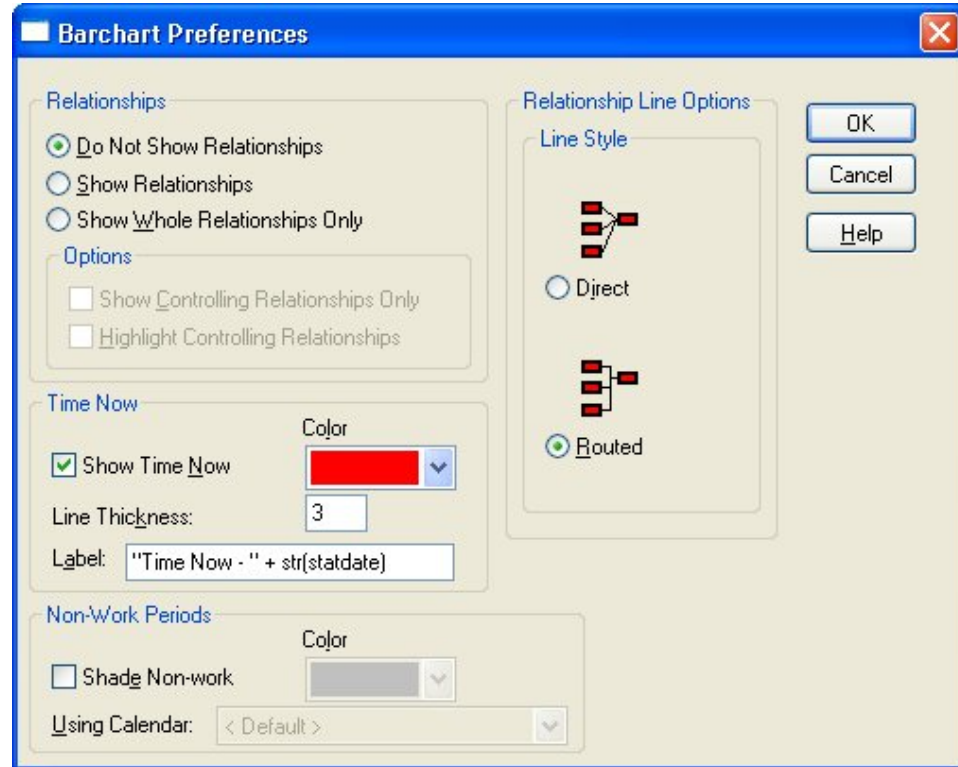 Barchart Preferences
Relationships
Do Not Show Relationships
Show Relationships
Show Whole Relationships Only
Options
Show Controlling Relationships Only
Highlight Controlling Relationships
Time Now
Color
Show Time Now
Line Thickness: 3
Label: "Time Now - " + str(statdate)
Non-Work Periods
Color
Shade Non-work
Using Calendar: < Default >
Relationship Line Options
Line Style
Direct
Routed
OK
Cancel
Help